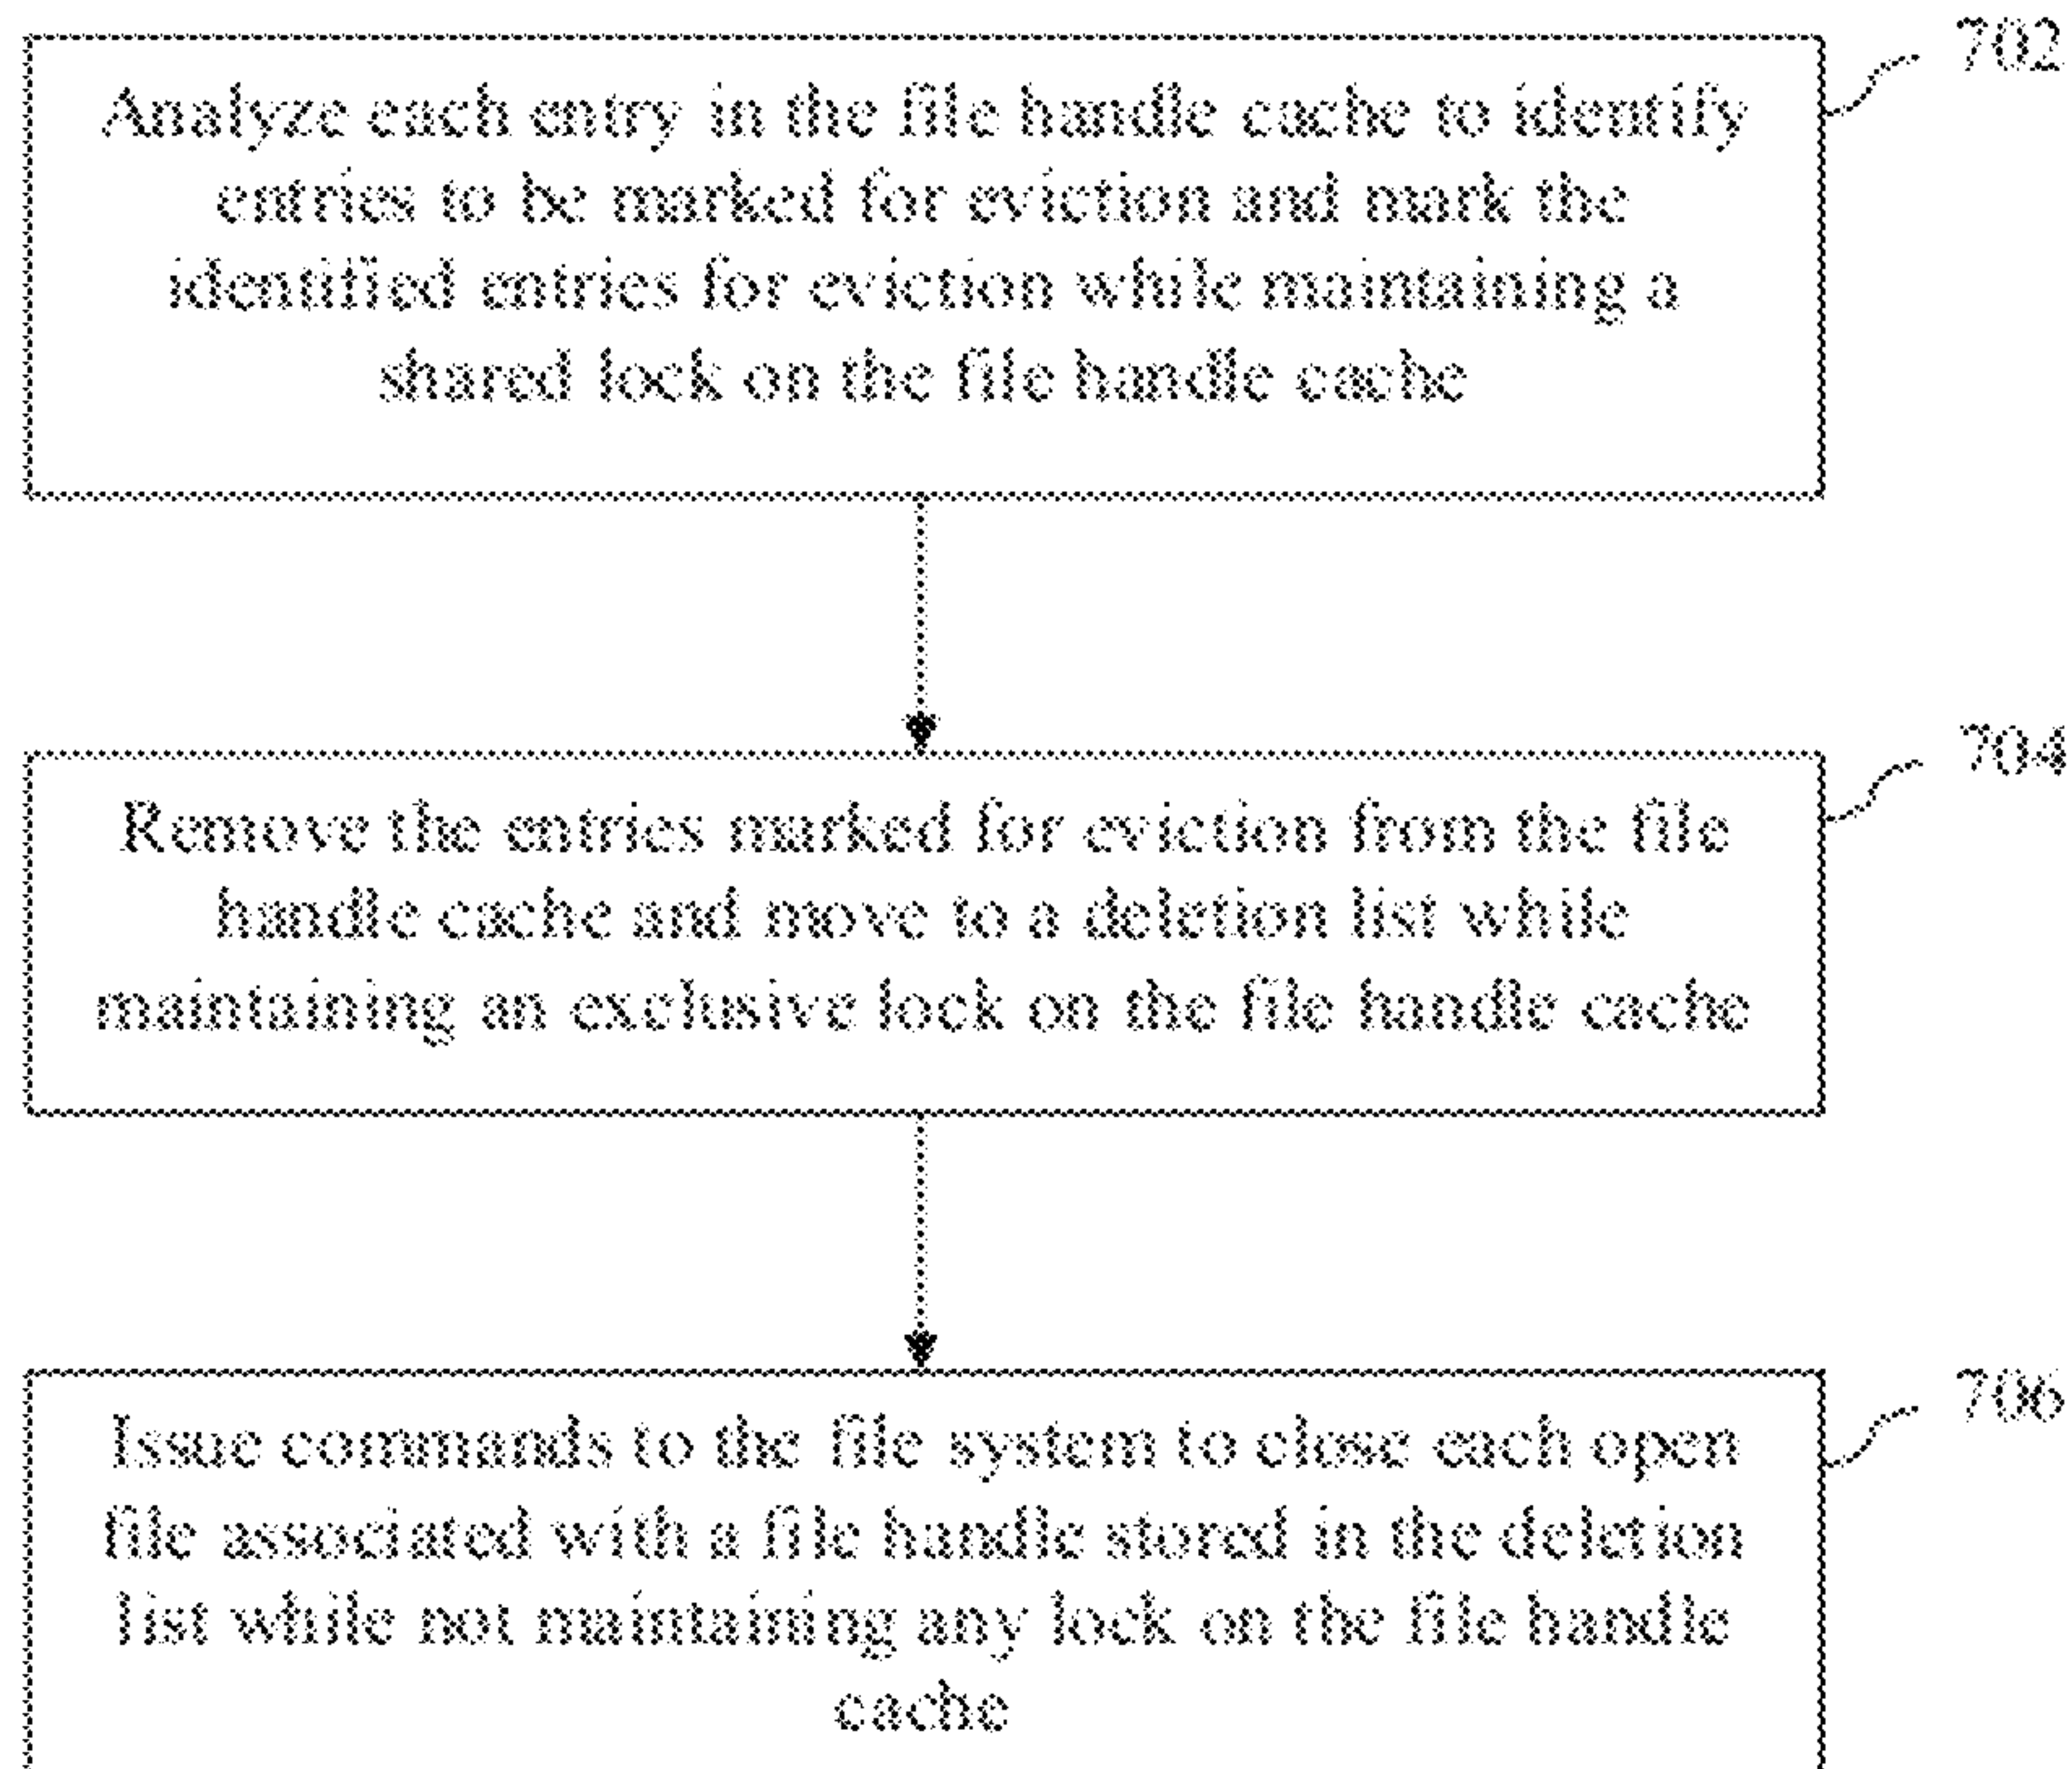 702
Analyze each entry in the file handle cache to identify
entries to be marked for eviction and mark the
identified entries for eviction while maintaining a
shared lock on the file handle cache
704
Remove the entries marked for eviction from the file
handle cache and move to a deletion list while
maintaining an exclusive lock on the file handle cache
706
Issue commands to the file system to close each open
file associated with a file handle stored in the deletion
list while not maintaining any lock on the file handle
cache